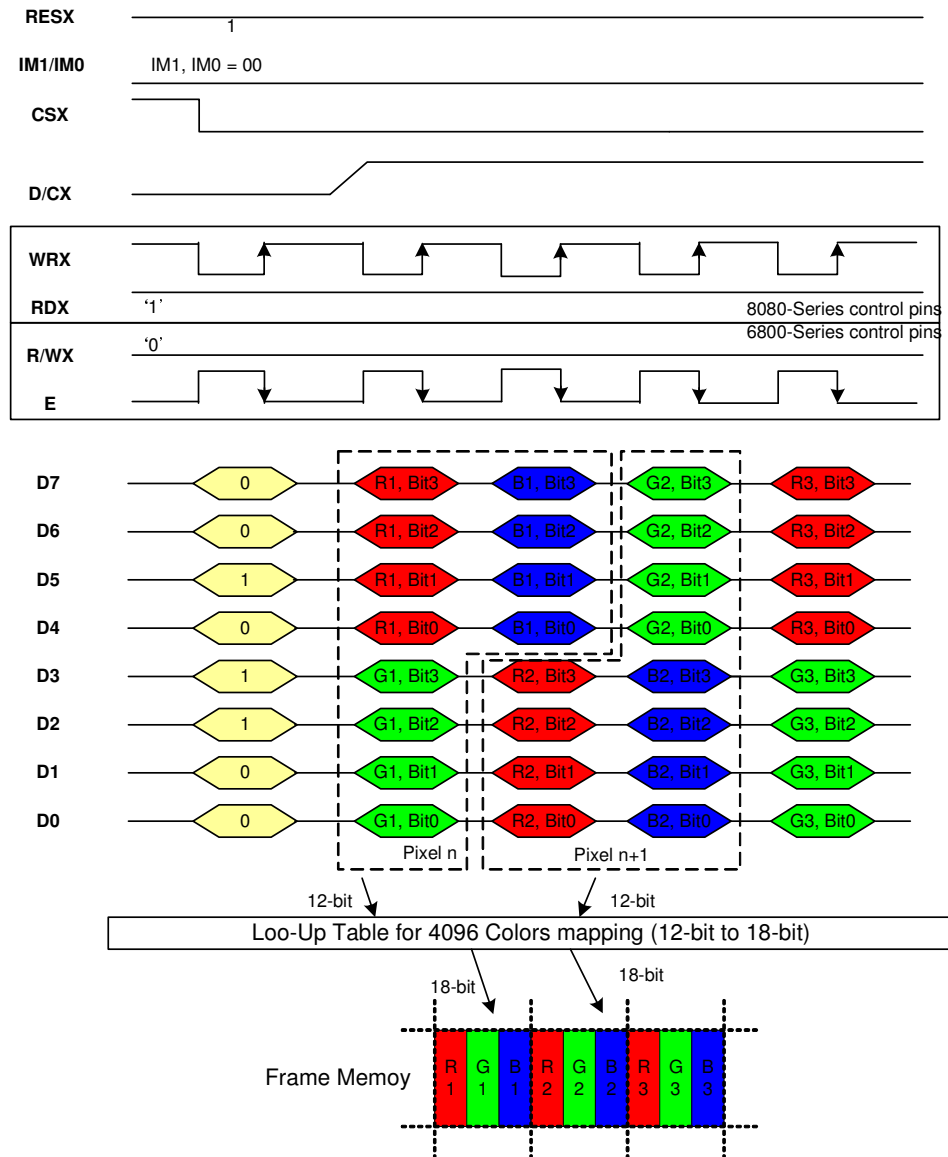 RESX
1
IM1/IM0 IM1, IM0 = 00
CSX
D/CX
WRX
RDX ‘1’
8080-Series control pins
6800-Series control pins
R/WX ‘0’
E
D7 0 R1, Bit3 B1, Bit3 G2, Bit3 R3, Bit3
D6 0 R1, Bit2 B1, Bit2 G2, Bit2 R3, Bit2
D5 1 R1, Bit1 B1, Bit1 G2, Bit1 R3, Bit1
D4 0 R1, Bit0 B1, Bit0 G2, Bit0 R3, Bit0
D3 1 G1, Bit3 R2, Bit3 B2, Bit3 G3, Bit3
D2 1 G1, Bit2 R2, Bit2 B2, Bit2 G3, Bit2
D1 0 G1, Bit1 R2, Bit1 B2, Bit1 G3, Bit1
D0 0 G1, Bit0 R2, Bit0 B2, Bit0 G3, Bit0
Pixel n Pixel n+1
12-bit 12-bit
Loo-Up Table for 4096 Colors mapping (12-bit to 18-bit)
18-bit 18-bit
Frame Memoy
R G B R G B R G B
1 1 1 2 2 2 3 3 3